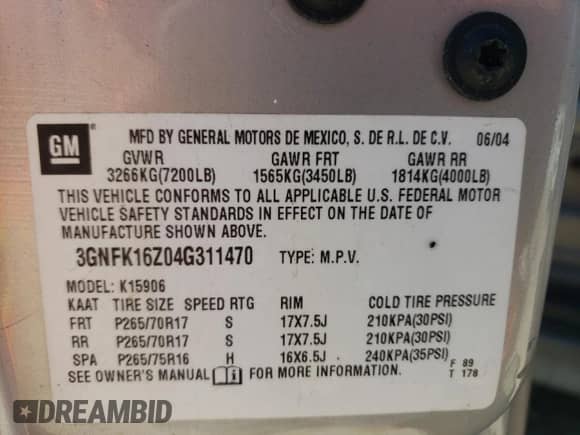 GM ®
MFD BY GENERAL MOTORS DE MEXICO, S. DE R.L. DE C.V. 06/04
GVWR GAWR FRT GAWR RR
3266KG(7200LB) 1565KG(3450LB) 1814KG(4000LB)
THIS VEHICLE CONFORMS TO ALL APPLICABLE U.S. FEDERAL MOTOR
VEHICLE SAFETY STANDARDS IN EFFECT ON THE DATE OF
MANUFACTURE SHOWN ABOVE.
3GNFK16Z04G311470 TYPE: M.P.V.
MODEL: K15906
KAAT TIRE SIZE SPEED RTG RIM COLD TIRE PRESSURE
FRT P265/70R17 S 17X7.5J 210KPA(30PSI)
RR P265/70R17 S 17X7.5J 210KPA(30PSI)
SPA P265/75R16 H 16X6.5J 240KPA(35PSI) F 89
SEE OWNER'S MANUAL FOR MORE INFORMATION. T 178
DREAMBID